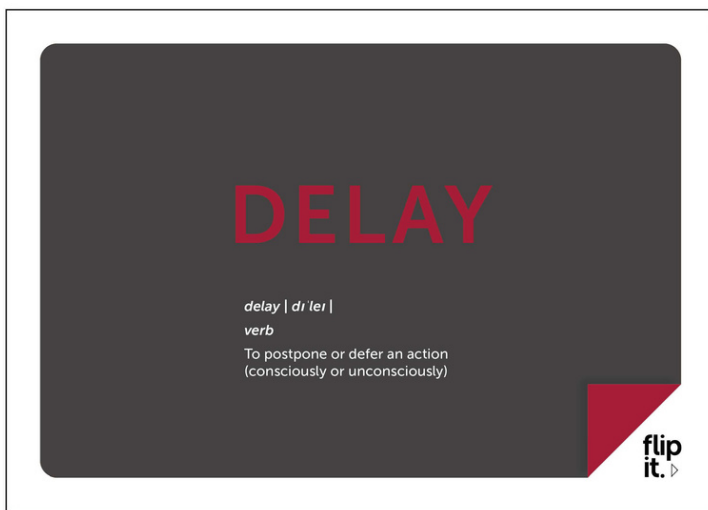 DELAY
delay | dɪˈleɪ |
verb
To postpone or defer an action
(consciously or unconsciously)
flip
it.